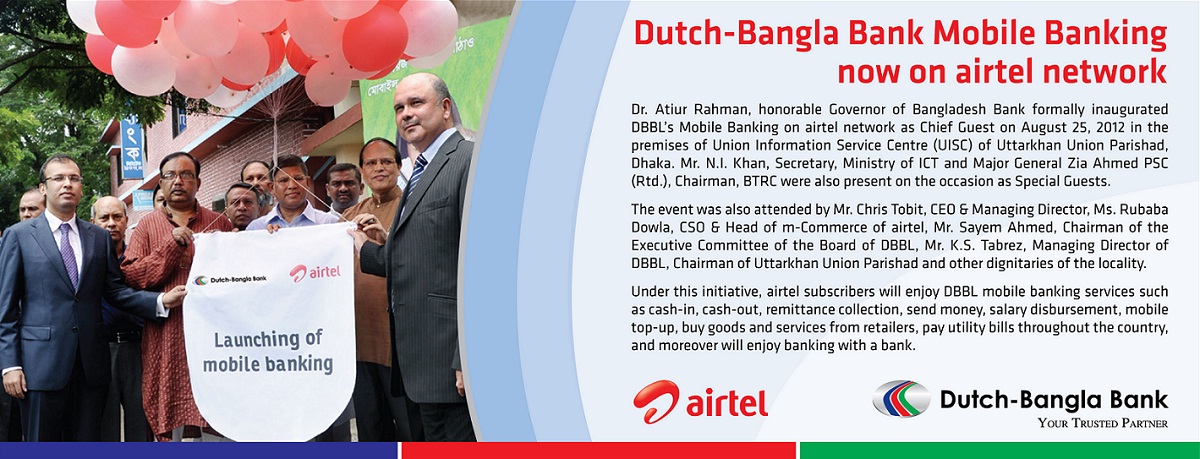 ঠাও
মোবাইল
Dutch-Bangla Bank
airtel
Launching of
mobile banking
Dutch-Bangla Bank Mobile Banking
now on airtel network
Dr. Atiur Rahman, honorable Governor of Bangladesh Bank formally inaugurated
DBBL's Mobile Banking on airtel network as Chief Guest on August 25, 2012 in the
premises of Union Information Service Centre (UISC) of Uttarkhan Union Parishad,
Dhaka. Mr. N.I. Khan, Secretary, Ministry of ICT and Major General Zia Ahmed PSC
(Rtd.), Chairman, BTRC were also present on the occasion as Special Guests.
The event was also attended by Mr. Chris Tobit, CEO & Managing Director, Ms. Rubaba
Dowla, CSO & Head of m-Commerce of airtel, Mr. Sayem Ahmed, Chairman of the
Executive Committee of the Board of DBBL, Mr. K.S. Tabrez, Managing Director of
DBBL, Chairman of Uttarkhan Union Parishad and other dignitaries of the locality.
Under this initiative, airtel subscribers will enjoy DBBL mobile banking services such
as cash-in, cash-out, remittance collection, send money, salary disbursement, mobile
top-up, buy goods and services from retailers, pay utility bills throughout the country,
and moreover will enjoy banking with a bank.
airtel
Dutch-Bangla Bank
YOUR TRUSTED PARTNER